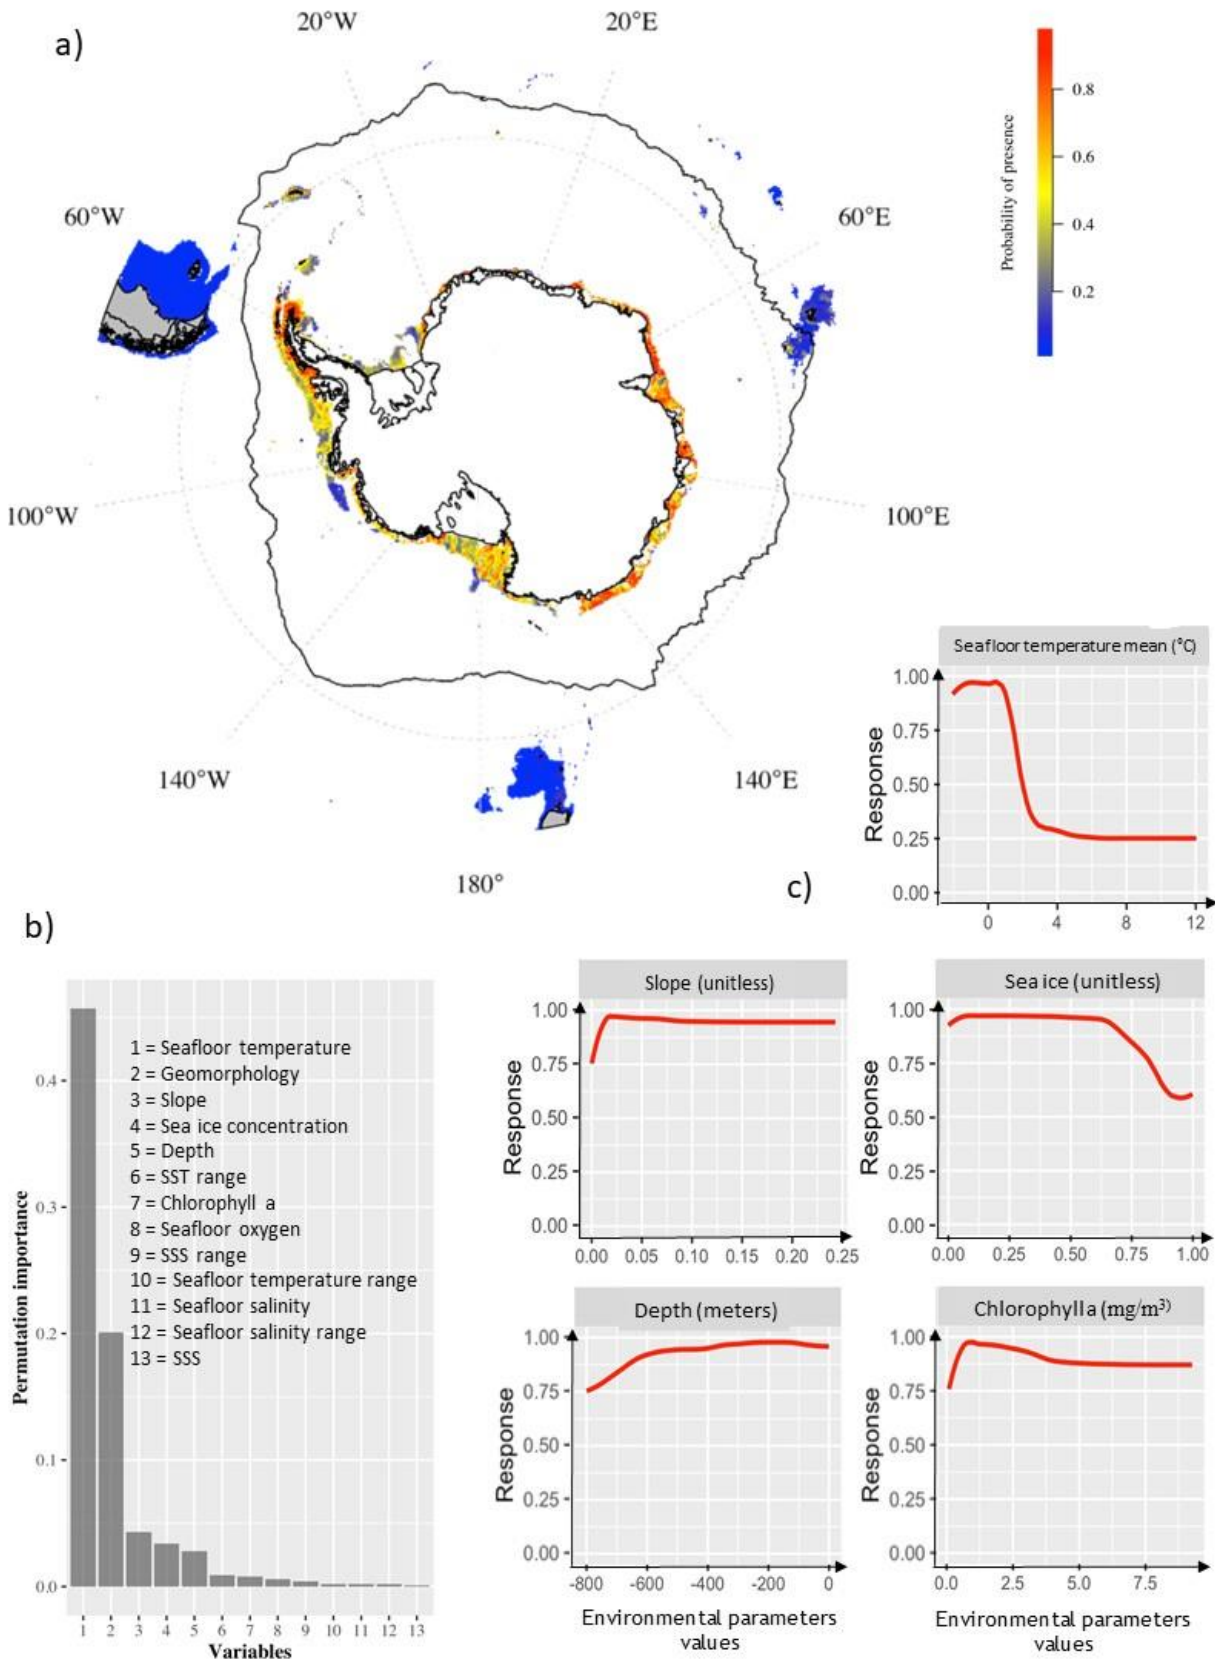 a)
20°W
20°E
60°W
60°E
100°W
100°E
140°W
140°E
180°
Probability of presence
0.8
0.6
0.4
0.2
b)
Permutation importance
0.4
0.3
0.2
0.1
0.0
1 = Seafloor temperature
2 = Geomorphology
3 = Slope
4 = Sea ice concentration
5 = Depth
6 = SST range
7 = Chlorophyll a
8 = Seafloor oxygen
9 = SSS range
10 = Seafloor temperature range
11 = Seafloor salinity
12 = Seafloor salinity range
13 = SSS
1 2 3 4 5 6 7 8 9 10 11 12 13
Variables
c)
Seafloor temperature mean (°C)
Response
1.00
0.75
0.50
0.25
0.00
0 4 8 12
Slope (unitless)
Response
1.00
0.75
0.50
0.25
0.00
0.00 0.05 0.10 0.15 0.20 0.25
Sea ice (unitless)
Response
1.00
0.75
0.50
0.25
0.00
0.00 0.25 0.50 0.75 1.00
Depth (meters)
Response
1.00
0.75
0.50
0.25
0.00
-800 -600 -400 -200 0
Environmental parameters
values
Chlorophyll a (mg/m³)
Response
1.00
0.75
0.50
0.25
0.00
0.0 2.5 5.0 7.5
Environmental parameters
values